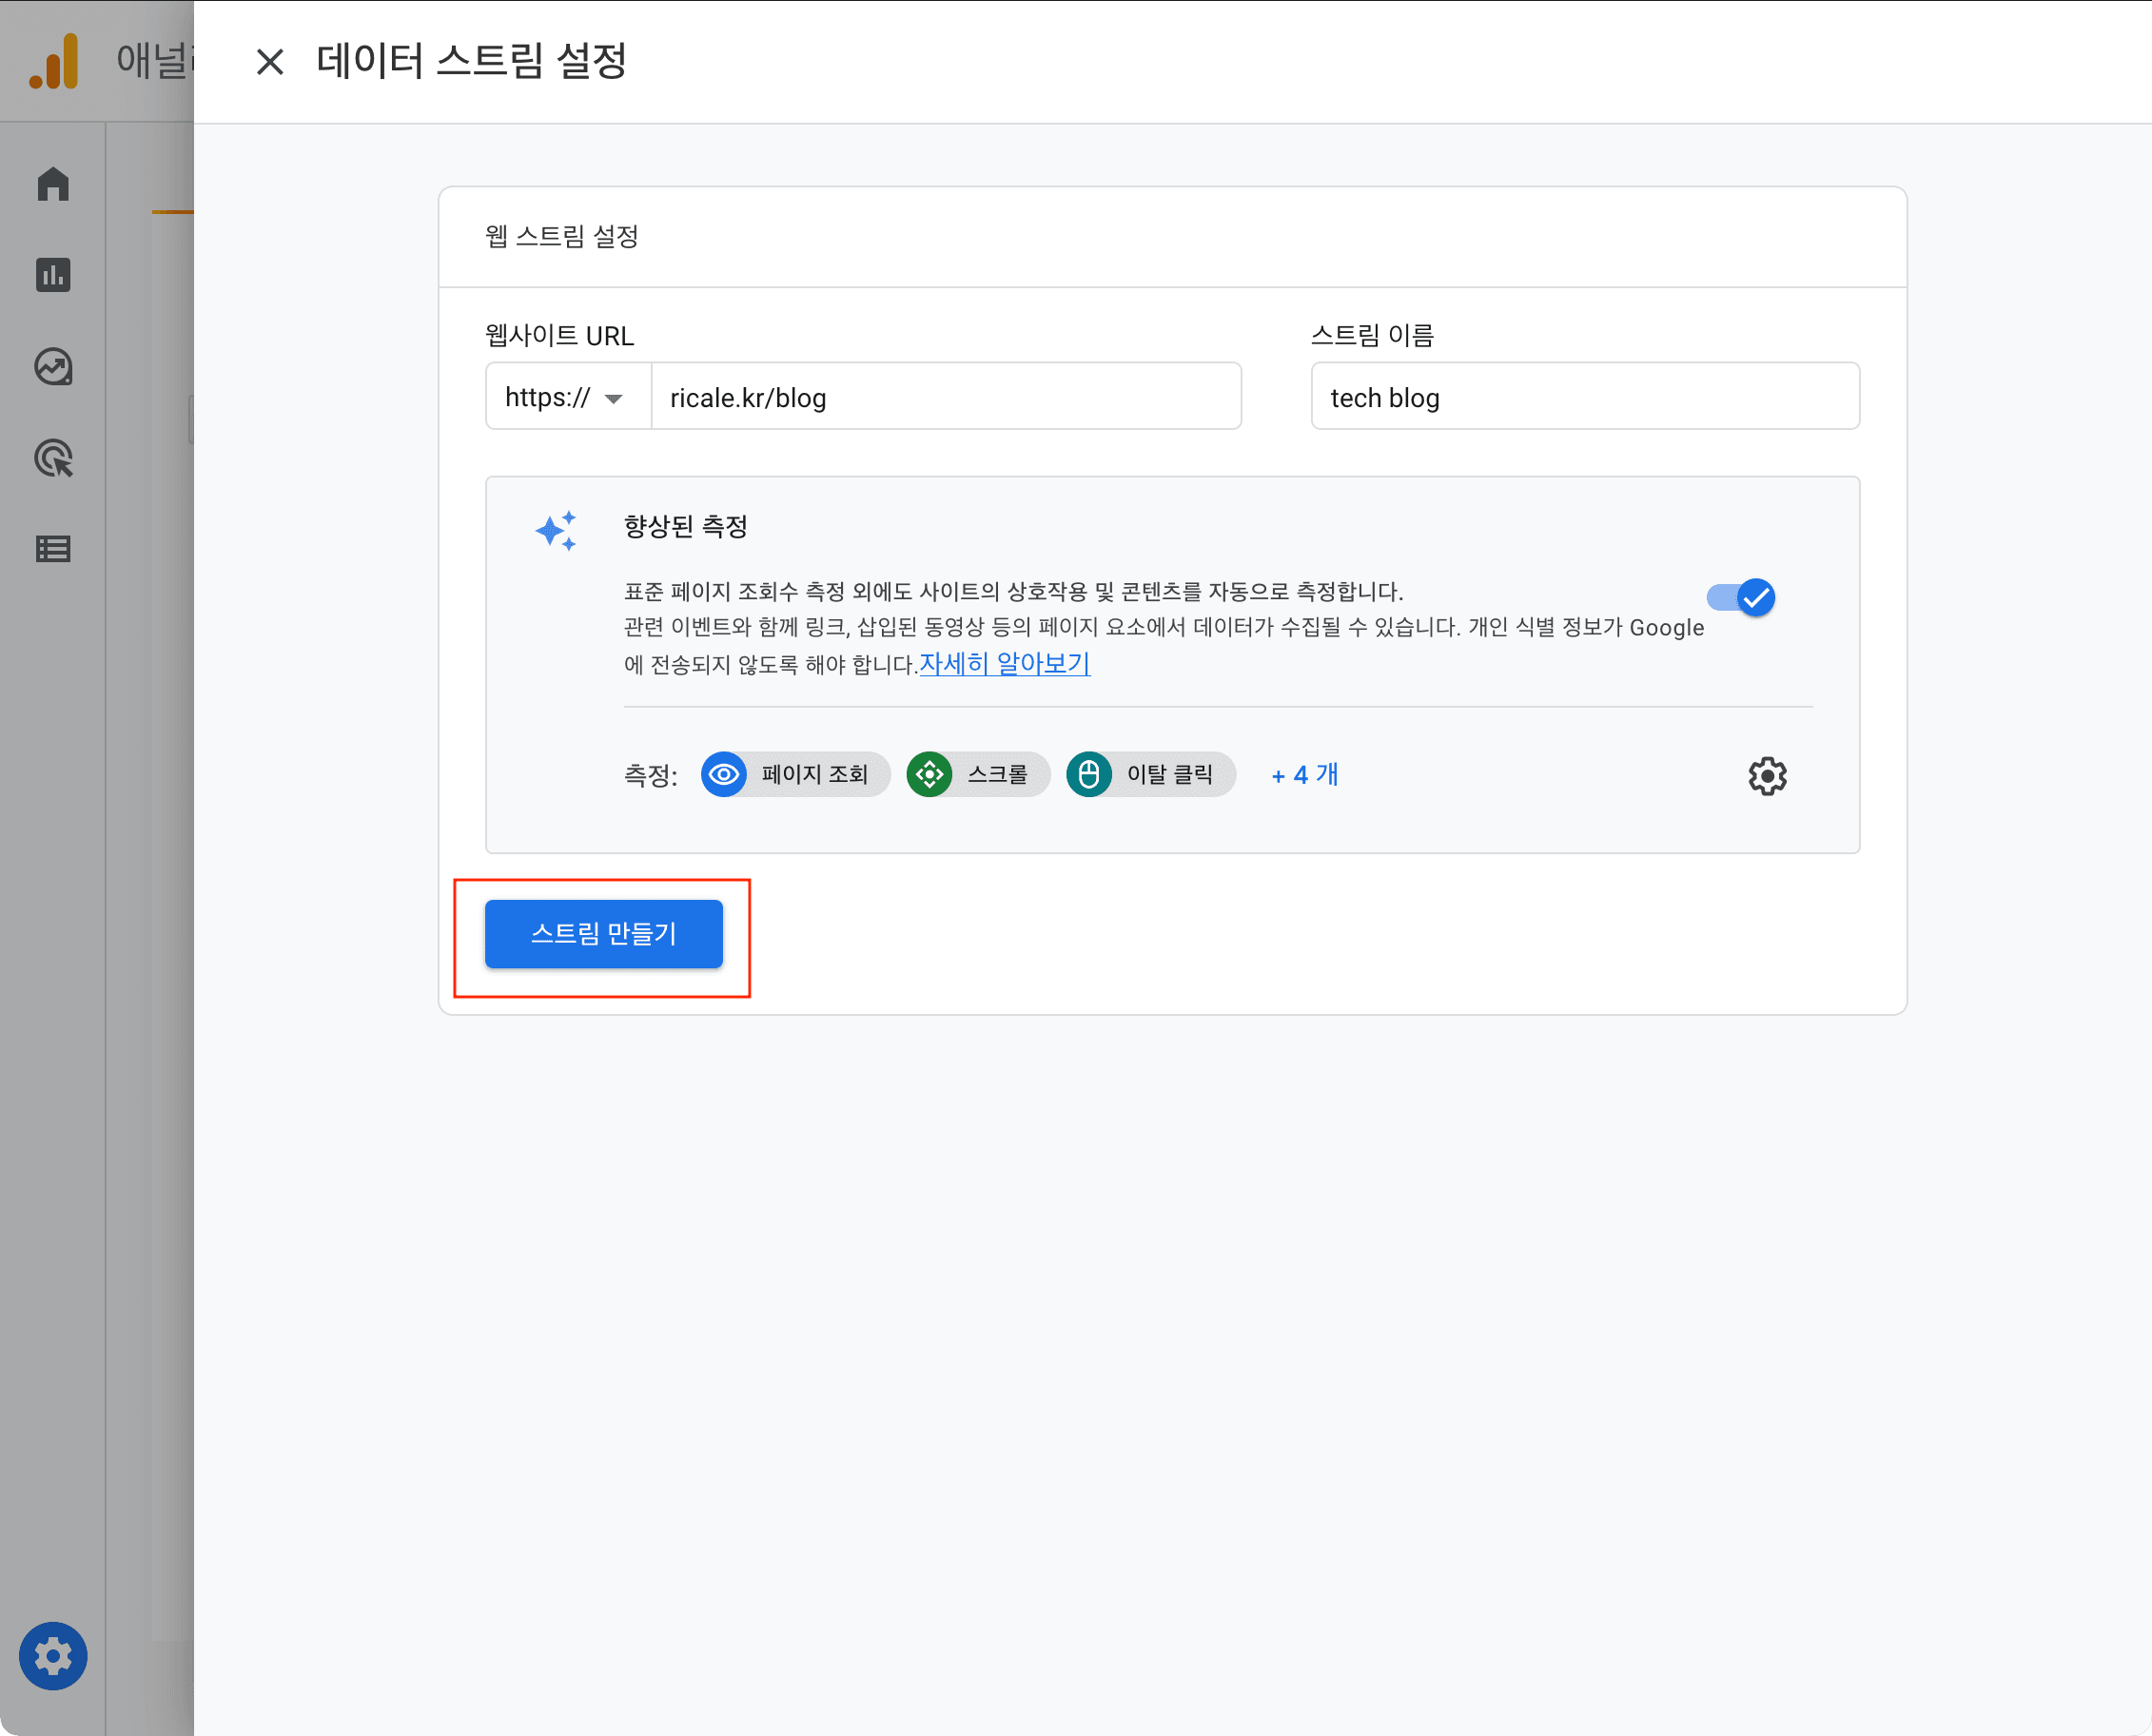 애널
데이터 스트림 설정
웹 스트림 설정
웹사이트 URL
스트림 이름
https://
ricale.kr/blog
tech blog
향상된 측정
표준 페이지 조회수 측정 외에도 사이트의 상호작용 및 콘텐츠를 자동으로 측정합니다.
관련 이벤트와 함께 링크, 삽입된 동영상 등의 페이지 요소에서 데이터가 수집될 수 있습니다. 개인 식별 정보가 Google
에 전송되지 않도록 해야 합니다.자세히 알아보기
측정:
페이지 조회
스크롤
이탈 클릭
+ 4 개
스트림 만들기